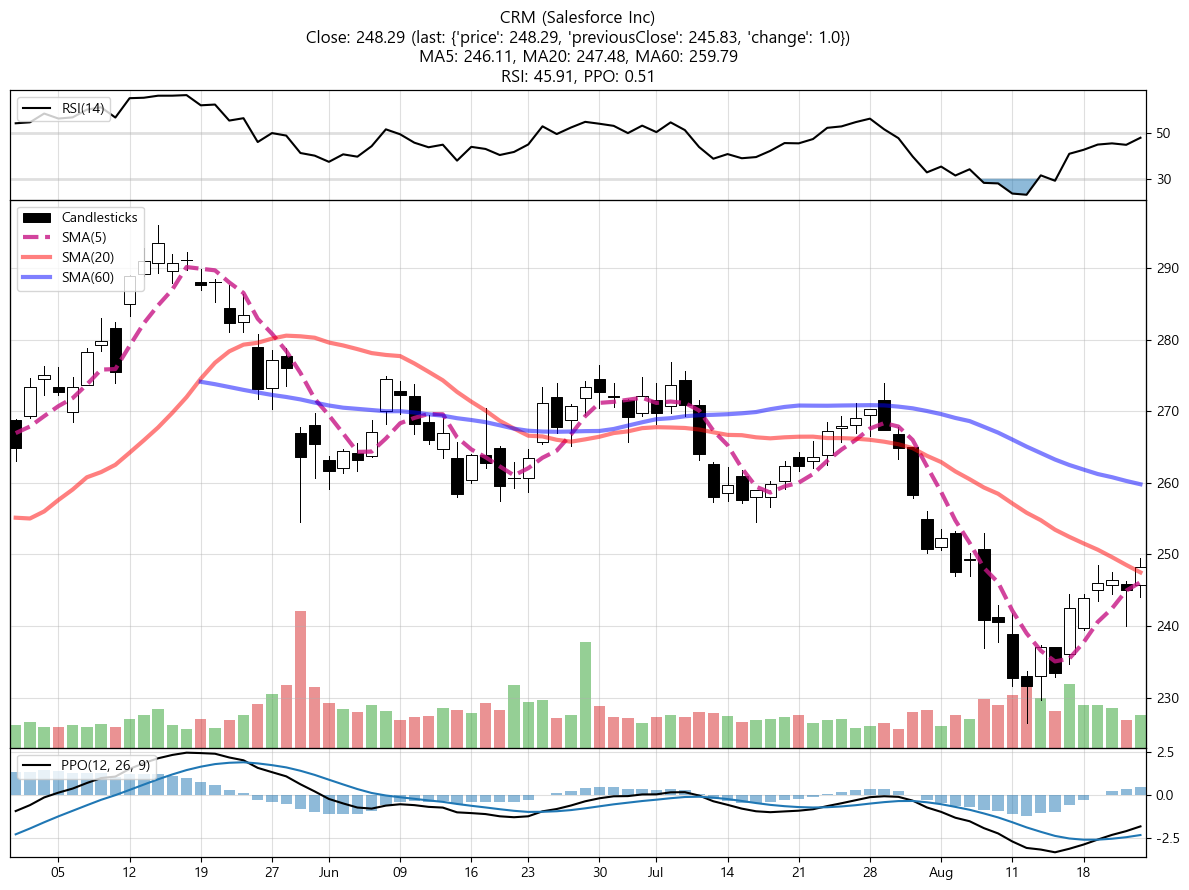 CRM (Salesforce Inc)
Close: 248.29 (last: {'price': 248.29, 'previousClose': 245.83, 'change': 1.0})
MA5: 246.11, MA20: 247.48, MA60: 259.79
RSI: 45.91, PPO: 0.51
RSI(14)
50
30
Candlesticks
SMA(5)
SMA(20)
SMA(60)
290
280
270
260
250
240
230
PPO(12, 26, 9)
2.5
0.0
-2.5
05 12 19 27 Jun 09 16 23 30 Jul 14 21 28 Aug 11 18